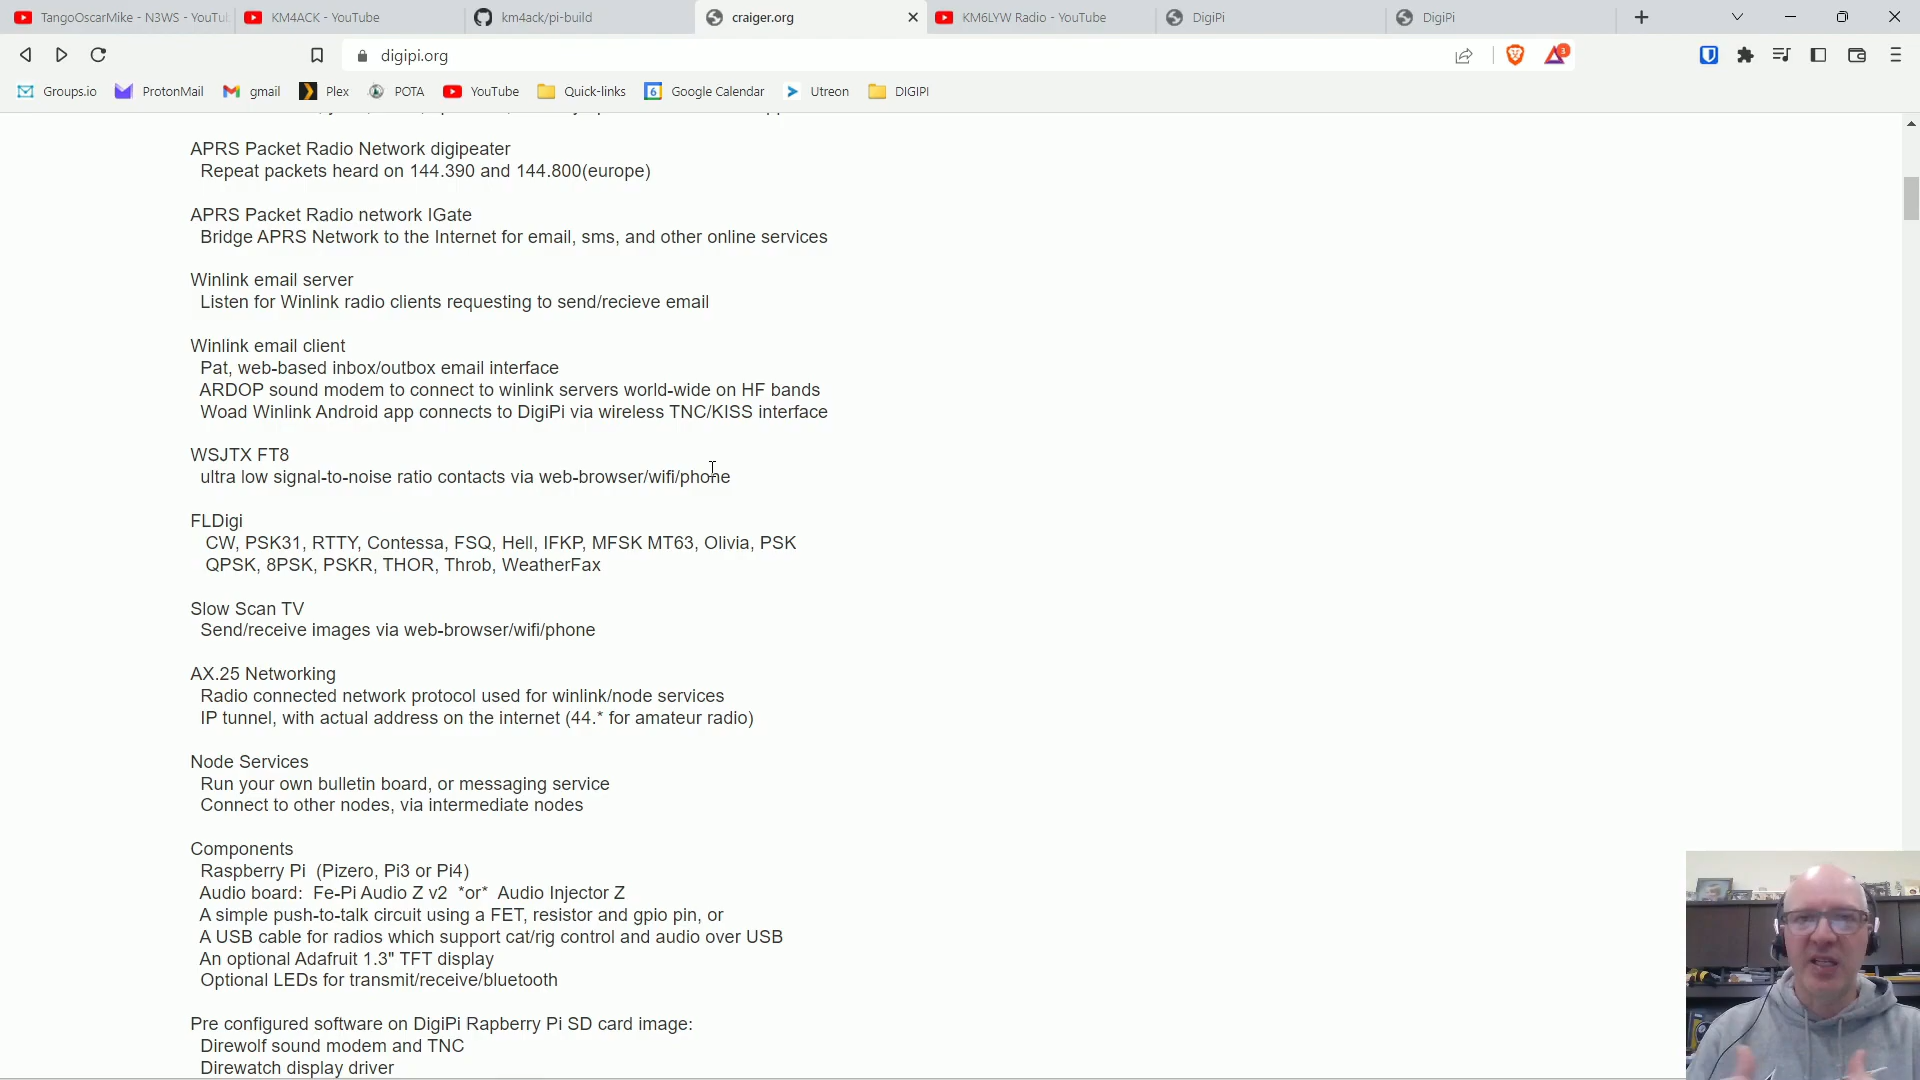 TangoOscarMike - N3WS - YouTu
KM4ACK - YouTube
km4ack/pi-build
craiger.org
KM6LYW Radio - YouTube
DigiPi
DigiPi
digipi.org
3
Groups.io
ProtonMail
gmail
Plex
POTA
YouTube
Quick-links
6
Google Calendar
Utreon
DIGIPI
APRS Packet Radio Network digipeater
Repeat packets heard on 144.390 and 144.800(europe)
APRS Packet Radio network IGate
Bridge APRS Network to the Internet for email, sms, and other online services
Winlink email server
Listen for Winlink radio clients requesting to send/recieve email
Winlink email client
Pat, web-based inbox/outbox email interface
ARDOP sound modem to connect to winlink servers world-wide on HF bands
Woad Winlink Android app connects to DigiPi via wireless TNC/KISS interface
WSJTX FT8
ultra low signal-to-noise ratio contacts via web-browser/wifi/phone
FLDigi
CW, PSK31, RTTY, Contessa, FSQ, Hell, IFKP, MFSK MT63, Olivia, PSK
QPSK, 8PSK, PSKR, THOR, Throb, WeatherFax
Slow Scan TV
Send/receive images via web-browser/wifi/phone
AX.25 Networking
Radio connected network protocol used for winlink/node services
IP tunnel, with actual address on the internet (44.* for amateur radio)
Node Services
Run your own bulletin board, or messaging service
Connect to other nodes, via intermediate nodes
Components
Raspberry Pi (Pizero, Pi3 or Pi4)
Audio board: Fe-Pi Audio Z v2 *or* Audio Injector Z
A simple push-to-talk circuit using a FET, resistor and gpio pin, or
A USB cable for radios which support cat/rig control and audio over USB
An optional Adafruit 1.3" TFT display
Optional LEDs for transmit/receive/bluetooth
Pre configured software on DigiPi Rapberry Pi SD card image:
Direwolf sound modem and TNC
Direwatch display driver